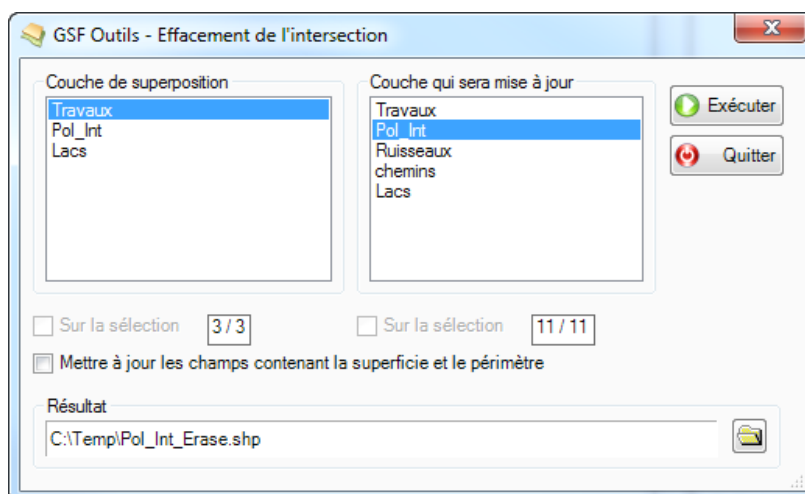 GSF Outils - Effacement de l'intersection
Couche de superposition
Travaux
Pol_Int
Lacs
Couche qui sera mise à jour
Travaux
Pol_Int
Ruisseaux
chemins
Lacs
Exécuter
Quitter
Sur la sélection 3 / 3
Sur la sélection 11 / 11
Mettre à jour les champs contenant la superficie et le périmètre
Résultat
C:\Temp\Pol_Int_Erase.shp